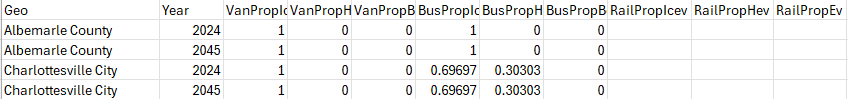 Geo Year VanPropIc VanPropH VanPropB BusPropIc BusPropH BusPropB RailPropIcev RailPropHev RailPropEv
Albemarle County 2024 1 0 0 1 0 0
Albemarle County 2045 1 0 0 1 0 0
Charlottesville City 2024 1 0 0 0.69697 0.30303 0
Charlottesville City 2045 1 0 0 0.69697 0.30303 0